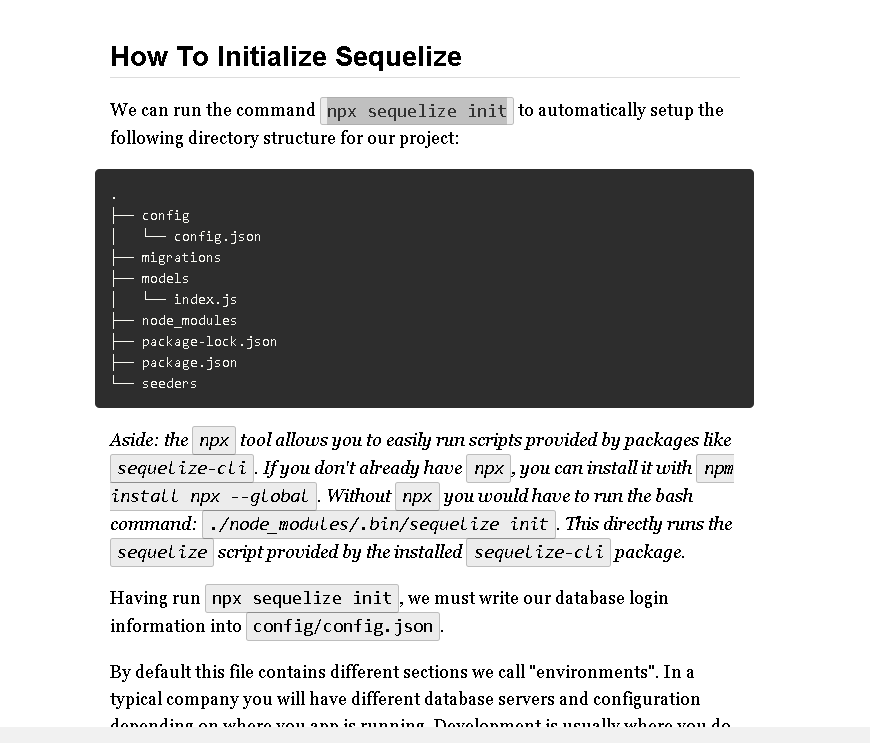 How To Initialize Sequelize
We can run the command npx sequelize init to automatically setup the
following directory structure for our project:
.
├── config
│   └── config.json
├── migrations
├── models
│   └── index.js
├── node_modules
├── package-lock.json
├── package.json
└── seeders
Aside: the npx tool allows you to easily run scripts provided by packages like
sequelize-cli. If you don't already have npx, you can install it with npm
install npx --global. Without npx you would have to run the bash
command: ./node_modules/.bin/sequelize init. This directly runs the
sequelize script provided by the installed sequelize-cli package.
Having run npx sequelize init, we must write our database login
information into config/config.json.
By default this file contains different sections we call "environments". In a
typical company you will have different database servers and configuration
depending on where you app is running. Development is usually where you do